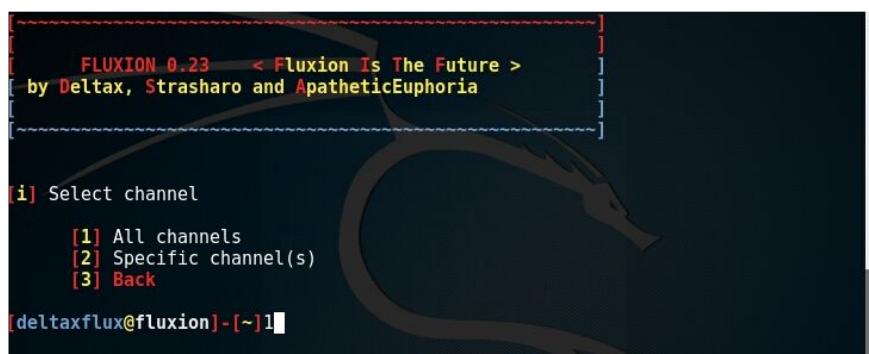 [~~~~~~~~~~~~~~~~~~~~~~~~~~~~~~~~~~~~~~~~~~~~~~~~~~~~~~]
[ ]
[ FLUXION 0.23 < Fluxion Is The Future > ]
[ by Deltax, Strasharo and ApatheticEuphoria ]
[ ]
[~~~~~~~~~~~~~~~~~~~~~~~~~~~~~~~~~~~~~~~~~~~~~~~~~~~~~~]
[i] Select channel
[1] All channels
[2] Specific channel(s)
[3] Back
[deltaxflux@fluxion]-[~]1